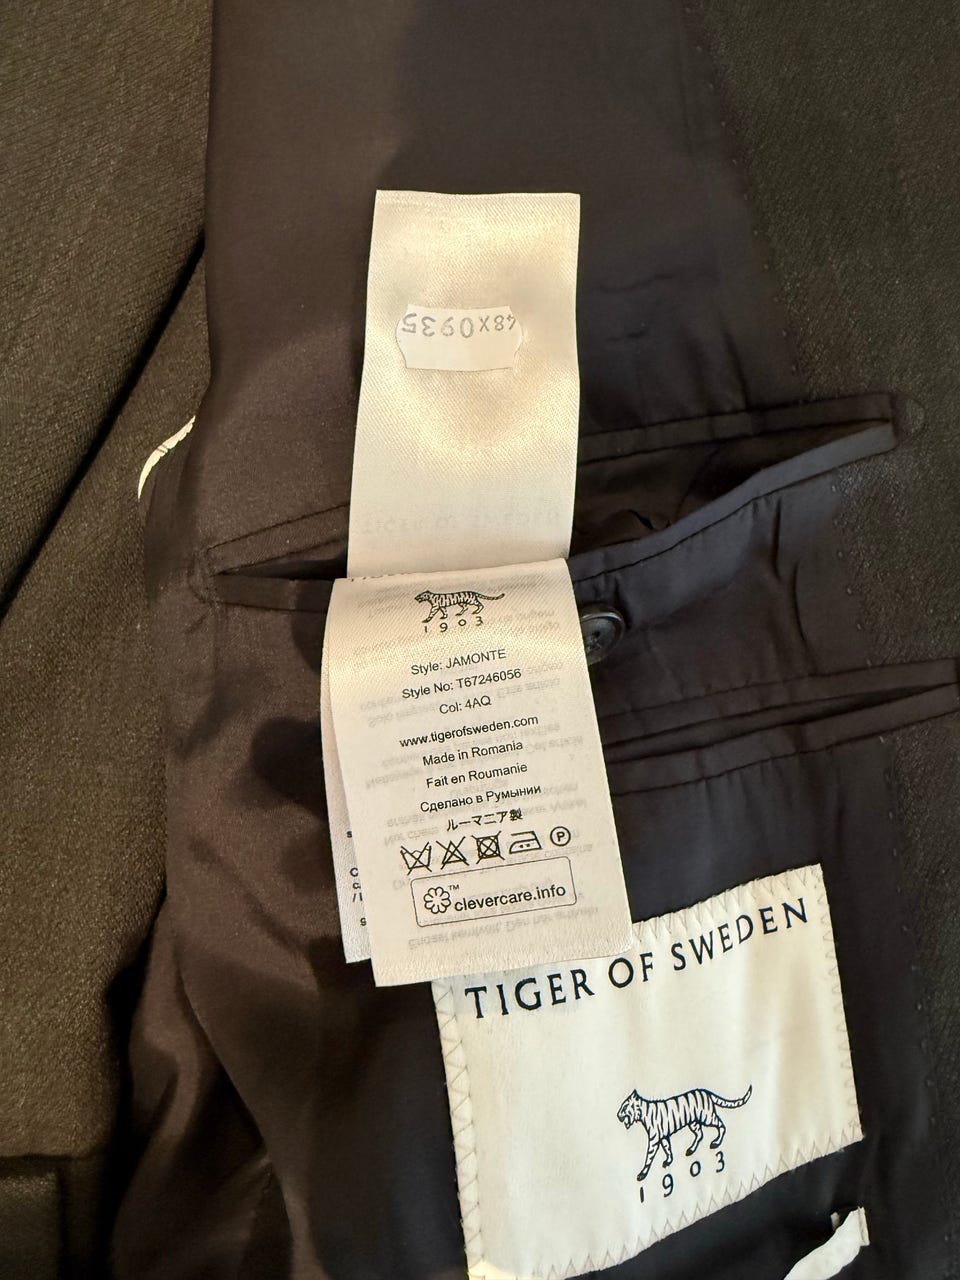 48X0935
1903
Style: JAMONTE
Style No: T67246056
Col: 4AQ
www.tigerofsweden.com
Made in Romania
Fait en Roumanie
Сделано в Румынии
ルーマニア製
P
™
clevercare.info
TIGER OF SWEDEN
1903